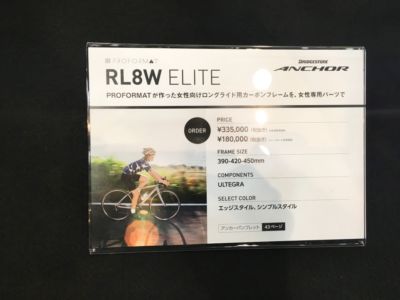 PROFORMAT
BRIDGESTONE
RL8W ELITE
ANCHOR
PROFORMATが作った女性向けロングライド用カーボンフレームを、女性専用パーツで
ORDER
PRICE
¥335,000
¥180,000
FRAME SIZE
390-420-450mm
COMPONENTS
ULTEGRA
SELECT COLOR
エッジスタイル、シンプルスタイル
アンカーパンフレット 43ページ